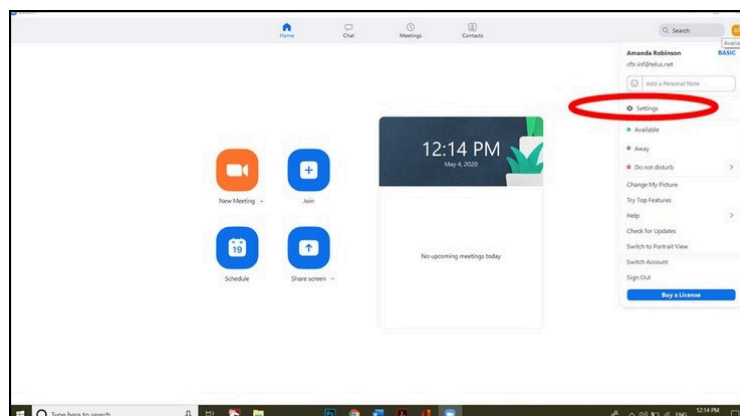 Home
Chat
Meetings
Contacts
Search
Amanda Robinson
BASIC
Add a Personal Note
Settings
Available
Away
Do not disturb
Change My Picture
Try Top Features
Help
Check for Updates
Switch to Portrait View
Switch Account
Sign Out
Buy a License
12:14 PM
May 4, 2020
New Meeting
Join
19
Schedule
Share screen
No upcoming meetings today
Type here to search
ENG
12:14 PM